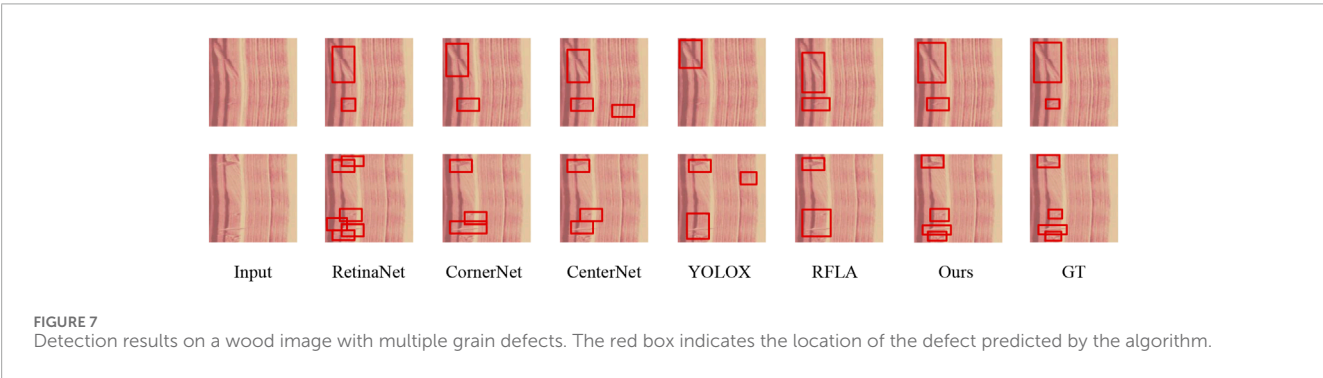 Input RetinaNet CornerNet CenterNet YOLOX RFLA Ours GT
FIGURE 7
Detection results on a wood image with multiple grain defects. The red box indicates the location of the defect predicted by the algorithm.